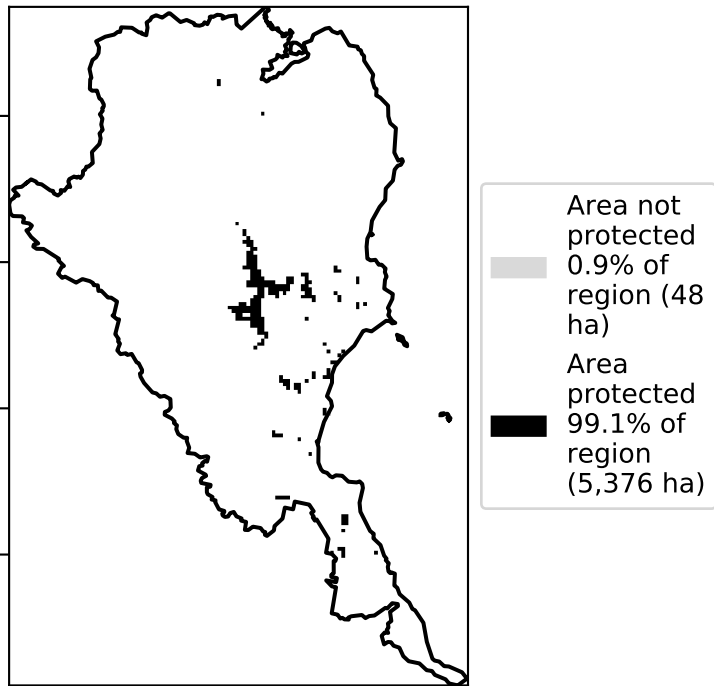 Area not
protected
0.9% of
region (48
ha)
Area
protected
99.1% of
region
(5,376 ha)